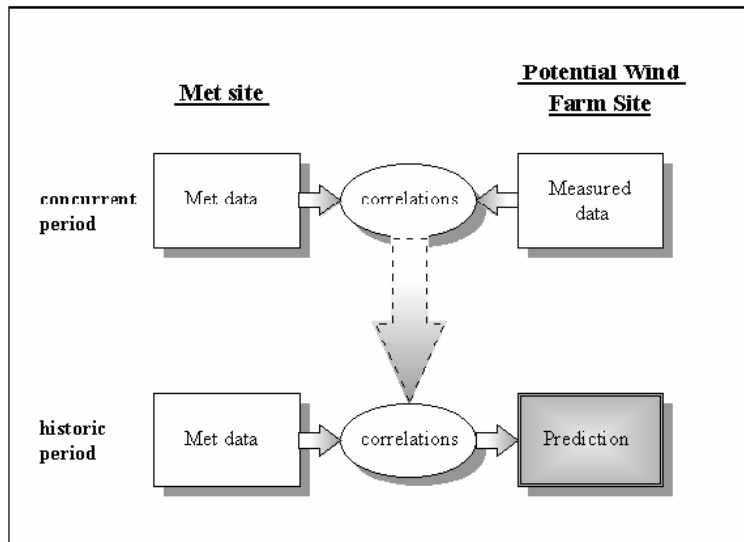 Met site
Potential Wind
Farm Site
concurrent
period
Met data
correlations
Measured
data
historic
period
Met data
correlations
Prediction